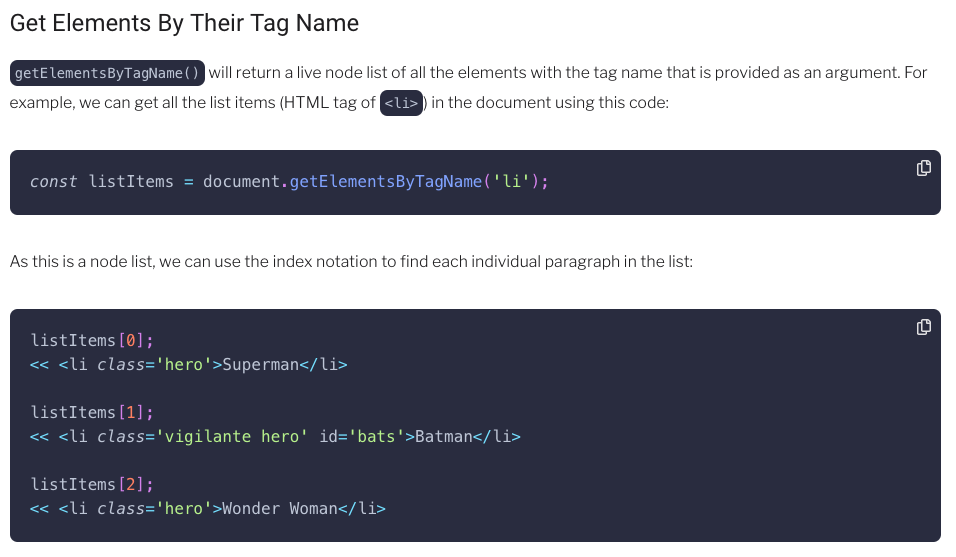 Get Elements By Their Tag Name
getElementsByTagName() will return a live node list of all the elements with the tag name that is provided as an argument. For
example, we can get all the list items (HTML tag of <li>) in the document using this code:
const listItems = document.getElementsByTagName('li');
As this is a node list, we can use the index notation to find each individual paragraph in the list:
listItems[0];
<< <li class='hero'>Superman</li>
listItems[1];
<< <li class='vigilante hero' id='bats'>Batman</li>
listItems[2];
<< <li class='hero'>Wonder Woman</li>